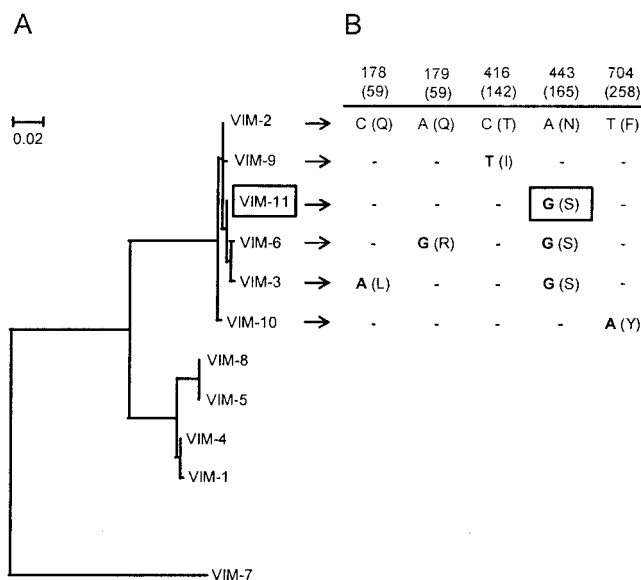 A
B
178 179 416 443 704
(59) (59) (142) (165) (258)
0.02
VIM-2 → C (Q) A (Q) C (T) A (N) T (F)
VIM-9 → - - T (I) - -
VIM-11 → - - - G (S) -
VIM-6 → - G (R) - G (S) -
VIM-3 → A (L) - - G (S) -
VIM-10 → - - - - A (Y)
VIM-8
VIM-5
VIM-4
VIM-1
VIM-7